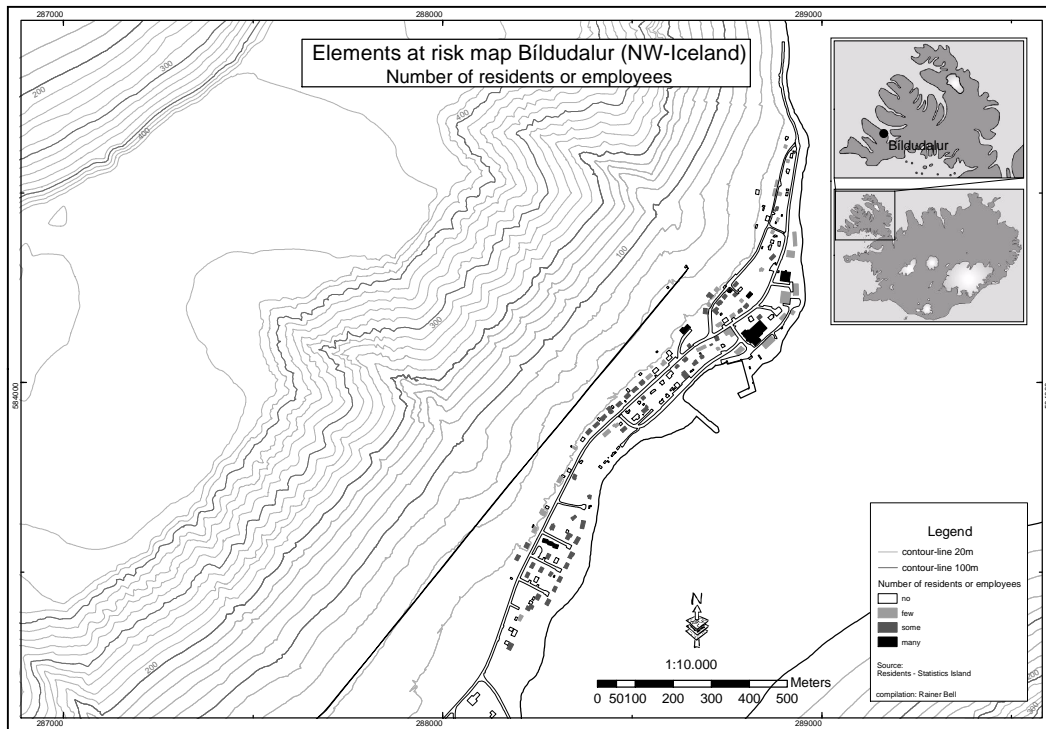 287000
288000
289000
Elements at risk map Bíldudalur (NW-Iceland)
Number of residents or employees
Bíldudalur
200
300
400
400
100
300
200
584000
Legend
contour-line 20m
contour-line 100m
Number of residents or employees
no
few
some
many
Source:
Residents - Statistics Island
compilation: Rainer Bell
N
1:10.000
Meters
0 50100 200 300 400 500
287000
288000
289000